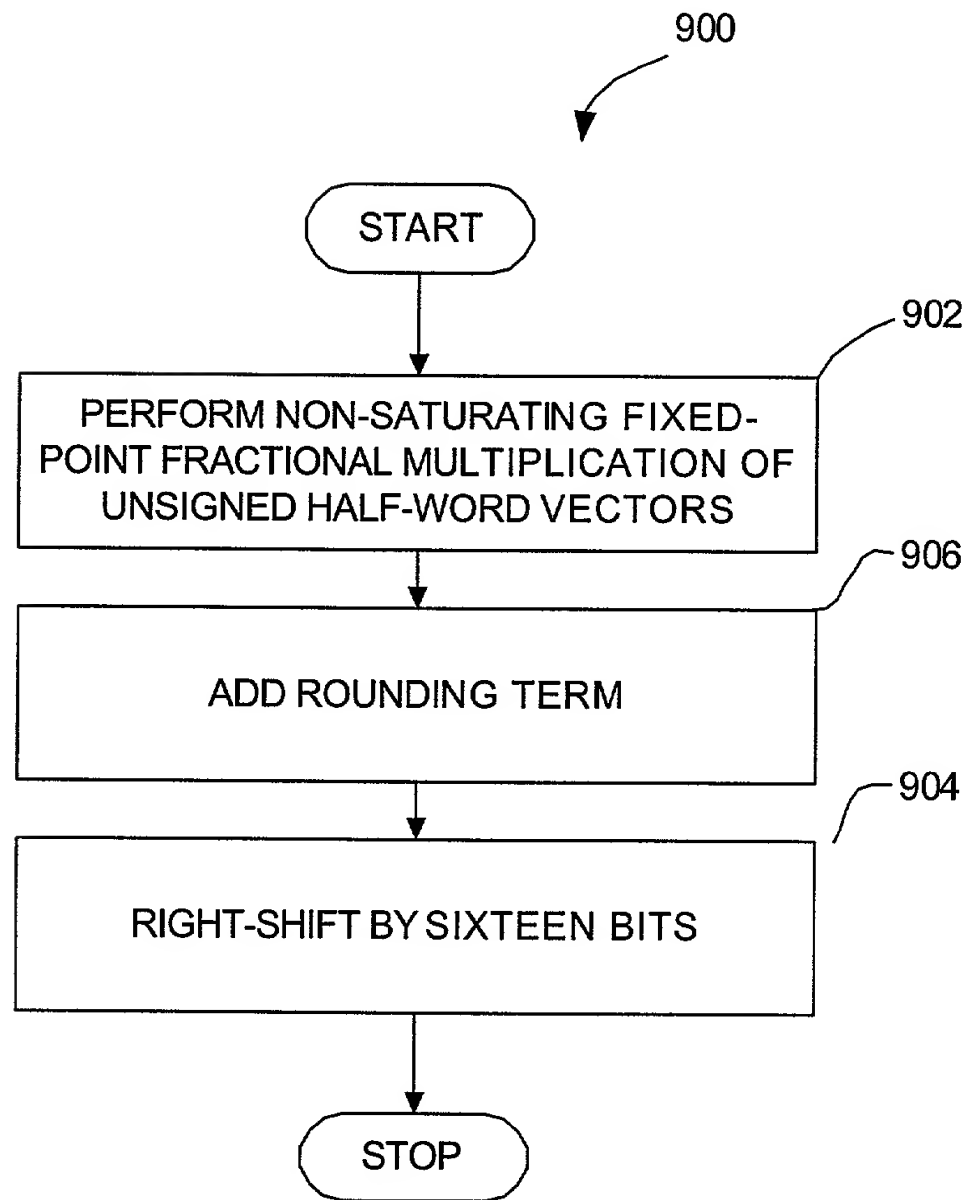 900
START
902
PERFORM NON-SATURATING FIXED-
POINT FRACTIONAL MULTIPLICATION OF
UNSIGNED HALF-WORD VECTORS
906
ADD ROUNDING TERM
904
RIGHT-SHIFT BY SIXTEEN BITS
STOP